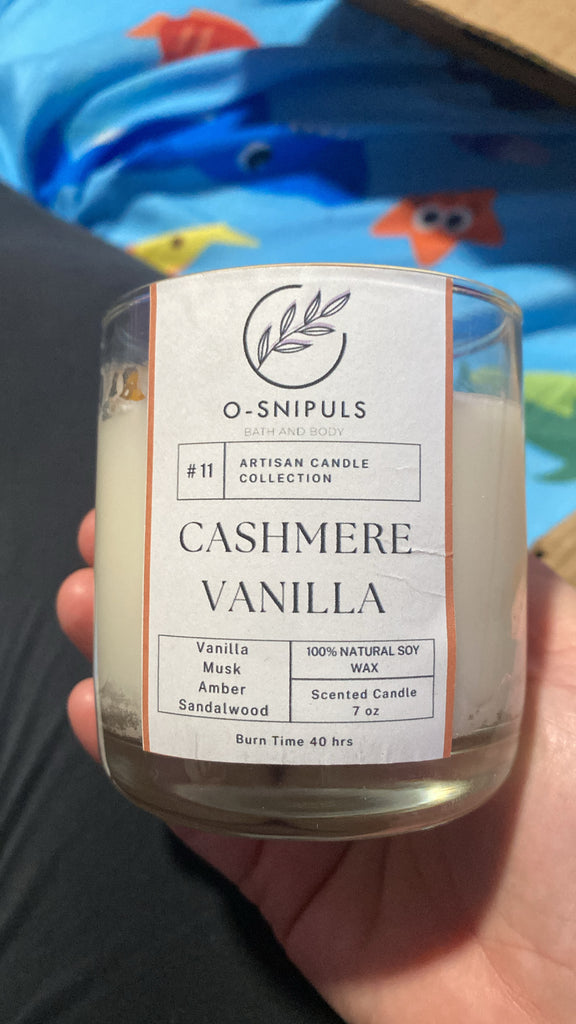 O-SNIPULS
BATH AND BODY
#11
ARTISAN CANDLE
COLLECTION
CASHMERE
VANILLA
Vanilla
Musk
Amber
Sandalwood
100% NATURAL SOY
WAX
Scented Candle
7 oz
Burn Time 40 hrs